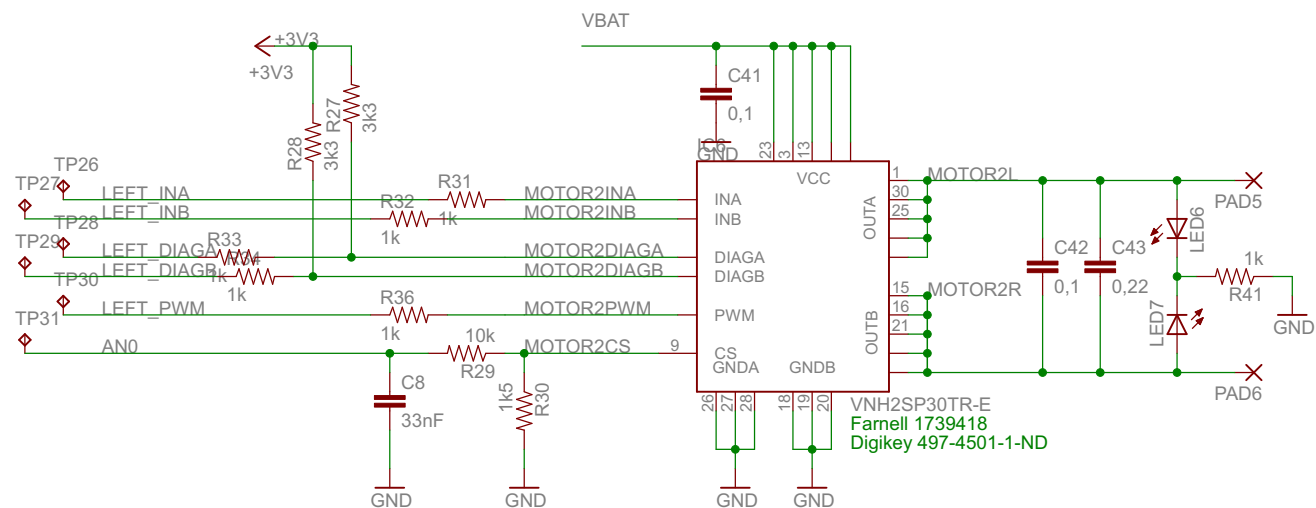 VBAT
+3V3
+3V3
C41
0,1
GND
R27
3k3
R28
3k3
IC6
23
3
13
VCC
TP26
TP27
LEFT_INA
R31
1k
MOTOR2INA
INA
1
MOTOR2L
PAD5
TP28
LEFT_INB
R32
1k
MOTOR2INB
INB
30
25
OUTA
TP29
LEFT_DIAGA
R33
1k
MOTOR2DIAGA
DIAGA
LEFT_DIAGB
R34
1k
MOTOR2DIAGB
DIAGB
C42
0,1
C43
0,22
LED6
1k
R41
GND
TP30
LEFT_PWM
R36
1k
MOTOR2PWM
PWM
15
MOTOR2R
16
21
OUTB
LED7
TP31
AN0
10k
R29
MOTOR2CS
9
CS
GNDA
GNDB
C8
33nF
1k5
R30
26
27
28
18
19
20
PAD6
VNH2SP30TR-E
Farnell 1739418
Digikey 497-4501-1-ND
GND
GND
GND
GND